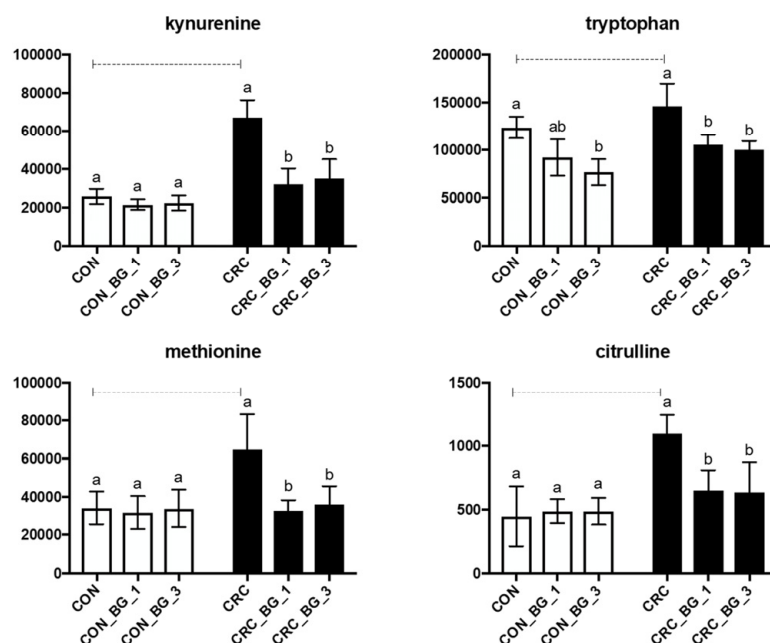 kynurenine
100000
80000
60000
40000
20000
0
a
a
a
a
b
b
CON
CON_BG_1
CON_BG_3
CRC
CRC_BG_1
CRC_BG_3
tryptophan
200000
150000
100000
50000
0
a
ab
b
a
b
b
CON
CON_BG_1
CON_BG_3
CRC
CRC_BG_1
CRC_BG_3
methionine
100000
80000
60000
40000
20000
0
a
a
a
a
b
b
CON
CON_BG_1
CON_BG_3
CRC
CRC_BG_1
CRC_BG_3
citrulline
1500
1000
500
0
a
a
a
a
b
b
CON
CON_BG_1
CON_BG_3
CRC
CRC_BG_1
CRC_BG_3